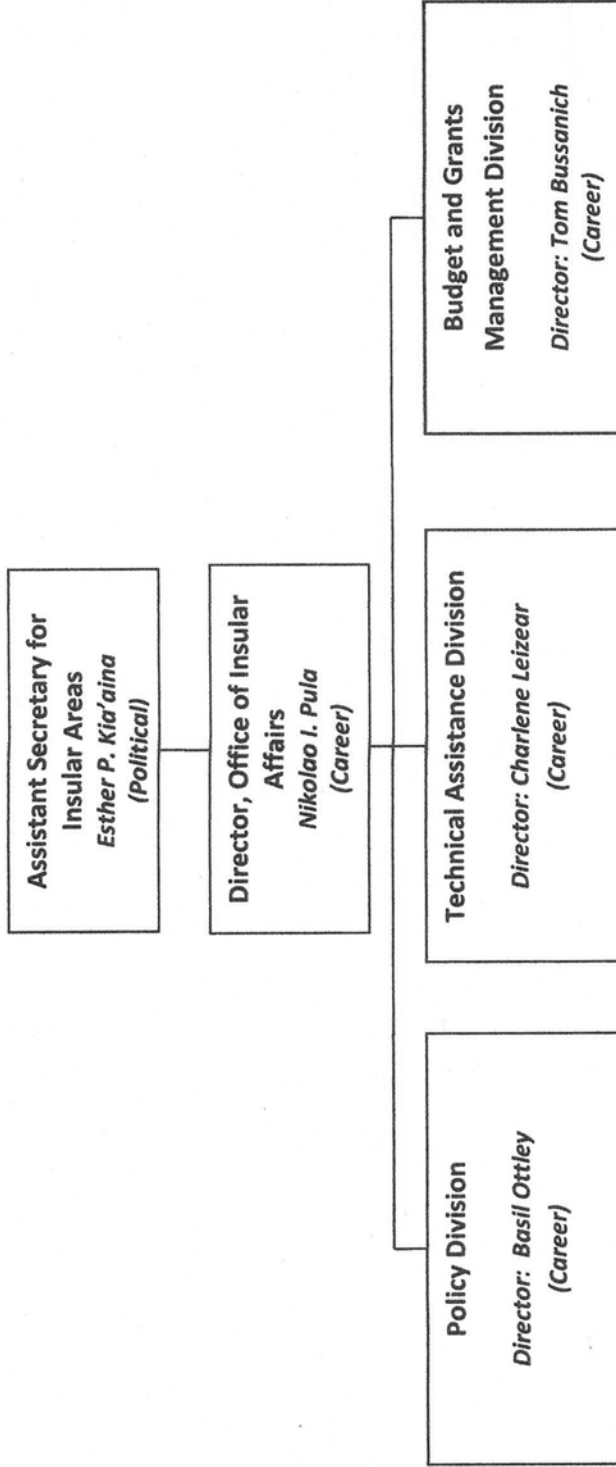 Assistant Secretary for
Insular Areas
Esther P. Kia'aina
(Political)
Director, Office of Insular
Affairs
Nikolao I. Pula
(Career)
Policy Division
Director: Basil Ottley
(Career)
Technical Assistance Division
Director: Charlene Leizear
(Career)
Budget and Grants
Management Division
Director: Tom Bussanich
(Career)